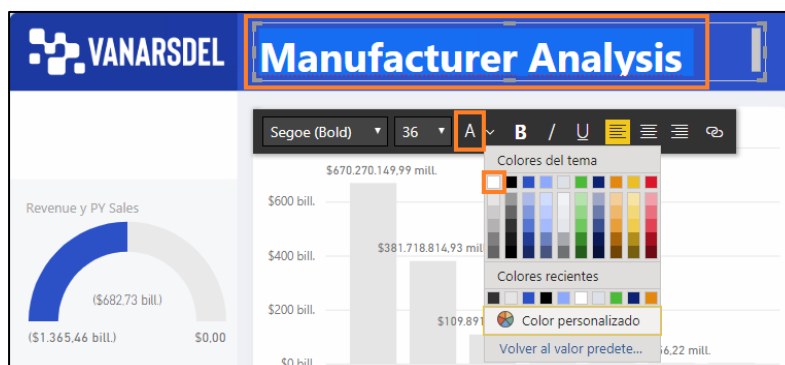 VANARSDEL
Manufacturer Analysis
Segoe (Bold) 36 A B / U
Colores del tema
$670.270.149,99 mill.
$600 bill.
Revenue y PY Sales
$400 bill.
$381.718.814,93 mil
Colores recientes
($682,73 bill.)
$200 bill.
$109.891
Color personalizado
($1.365,46 bill.) $0,00
Volver al valor predete...
6,22 mill.
$0 bill.